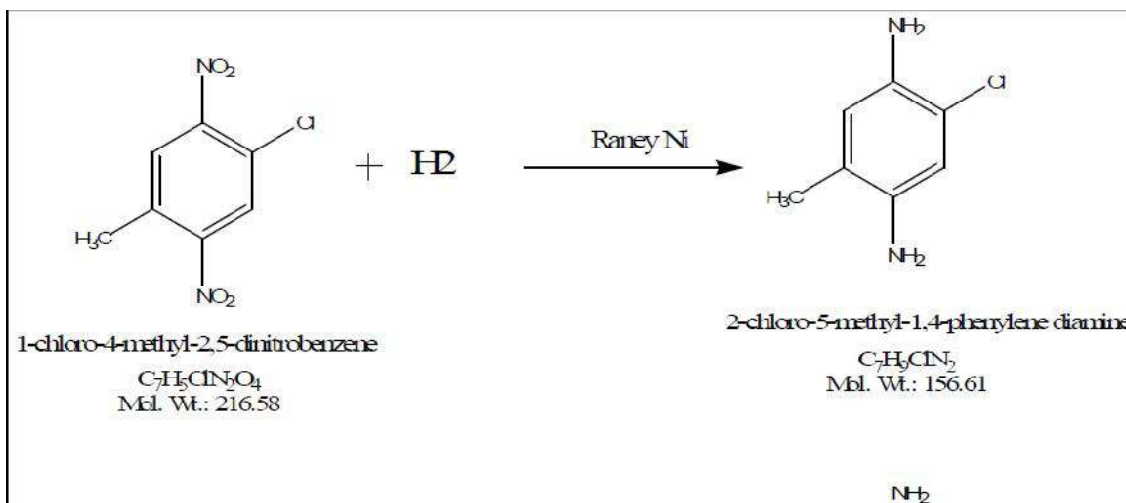 NO₂
Cl
H₃C
NO₂
+ H2
Raney Ni
NH₂
Cl
H₃C
NH₂
1-chloro-4-methyl-2,5-dinitrobenzene
C₇H₅ClN₂O₄
Mol. Wt.: 216.58
2-chloro-5-methyl-1,4-phenylene diamine
C₇H₉ClN₂
Mol. Wt.: 156.61
NH₂